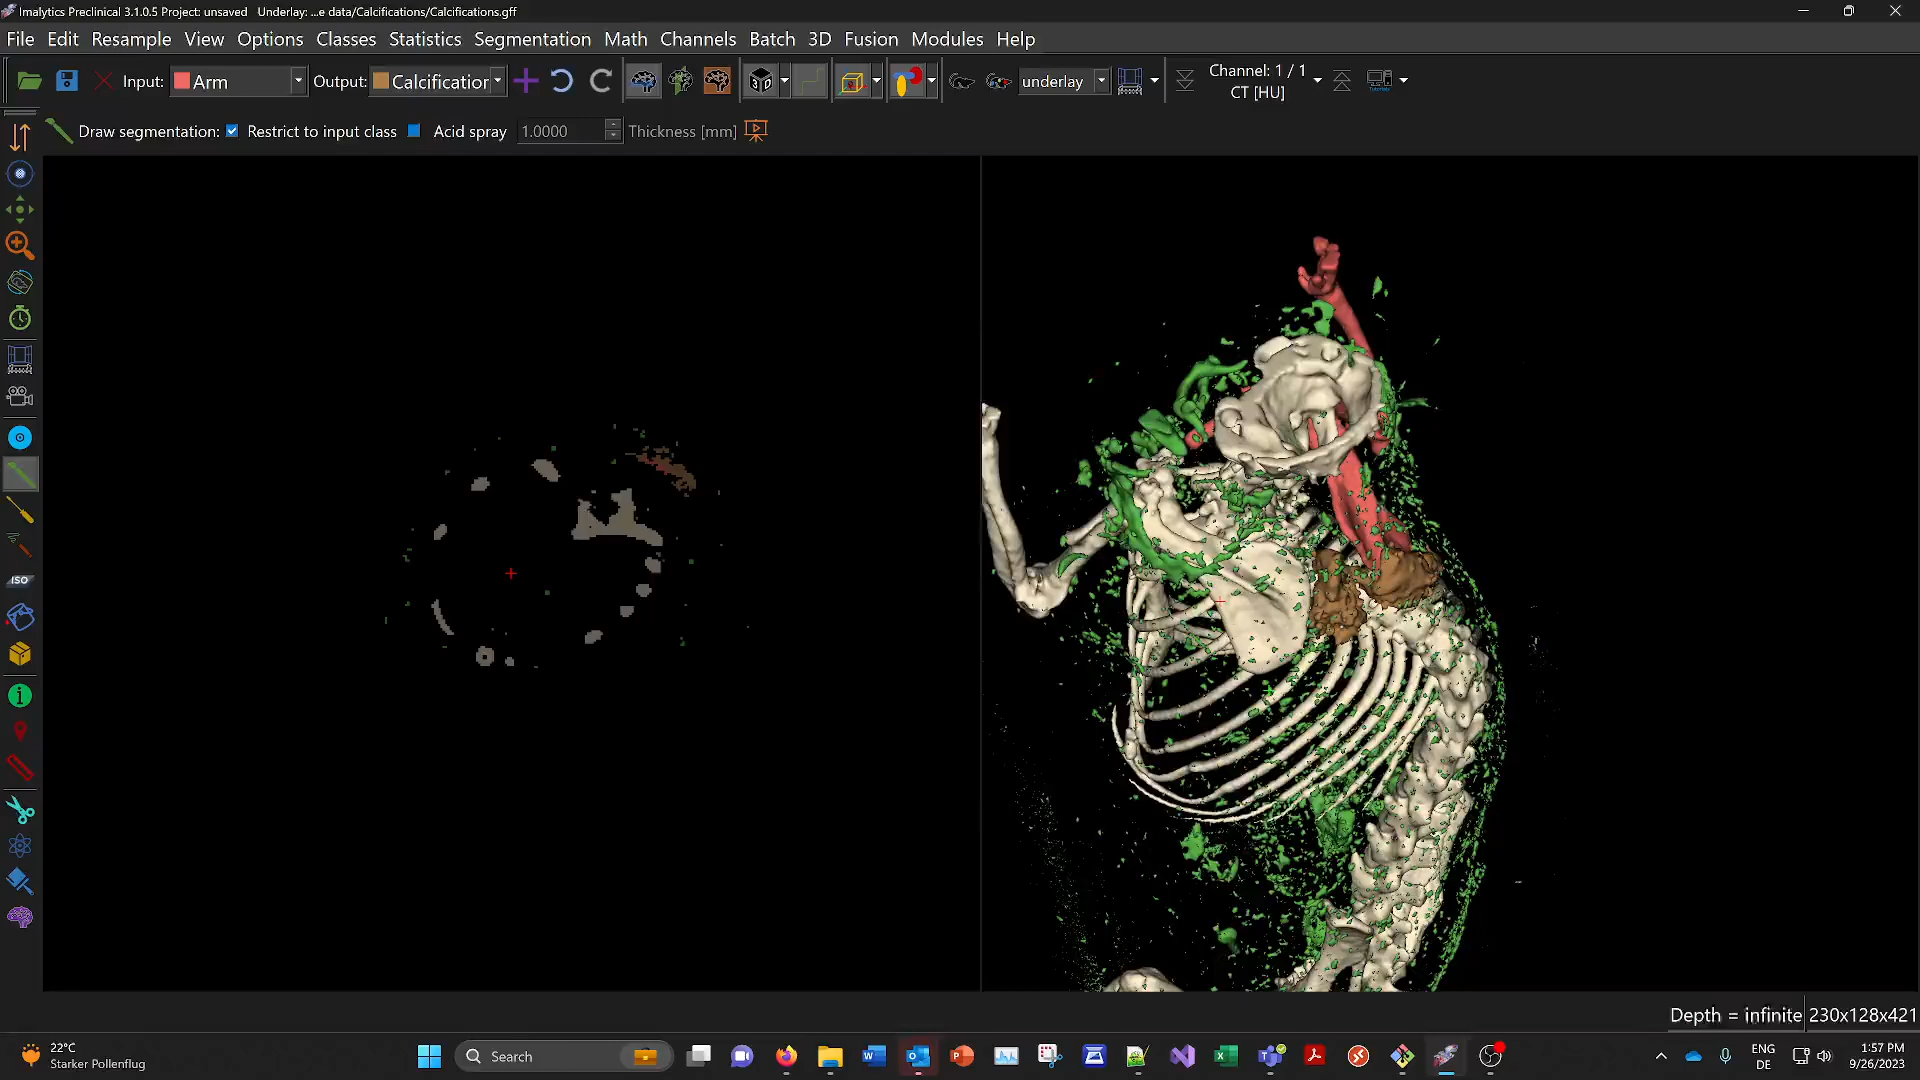 Imalytics Preclinical 3.1.0.5 Project: unsaved   Underlay: ...e data/Calcifications/Calcifications.gff
File Edit Resample View Options Classes Statistics Segmentation Math Channels Batch 3D Fusion Modules Help
Input: Arm Output: Calcification 3D underlay Channel: 1 / 1
CT [HU]
Draw segmentation: Restrict to input class Acid spray 1.0000 Thickness [mm]
ISO
Depth = infinite 230x128x421
22°C
Starker Pollenflug
Search
ENG
DE
1:57 PM
9/26/2023